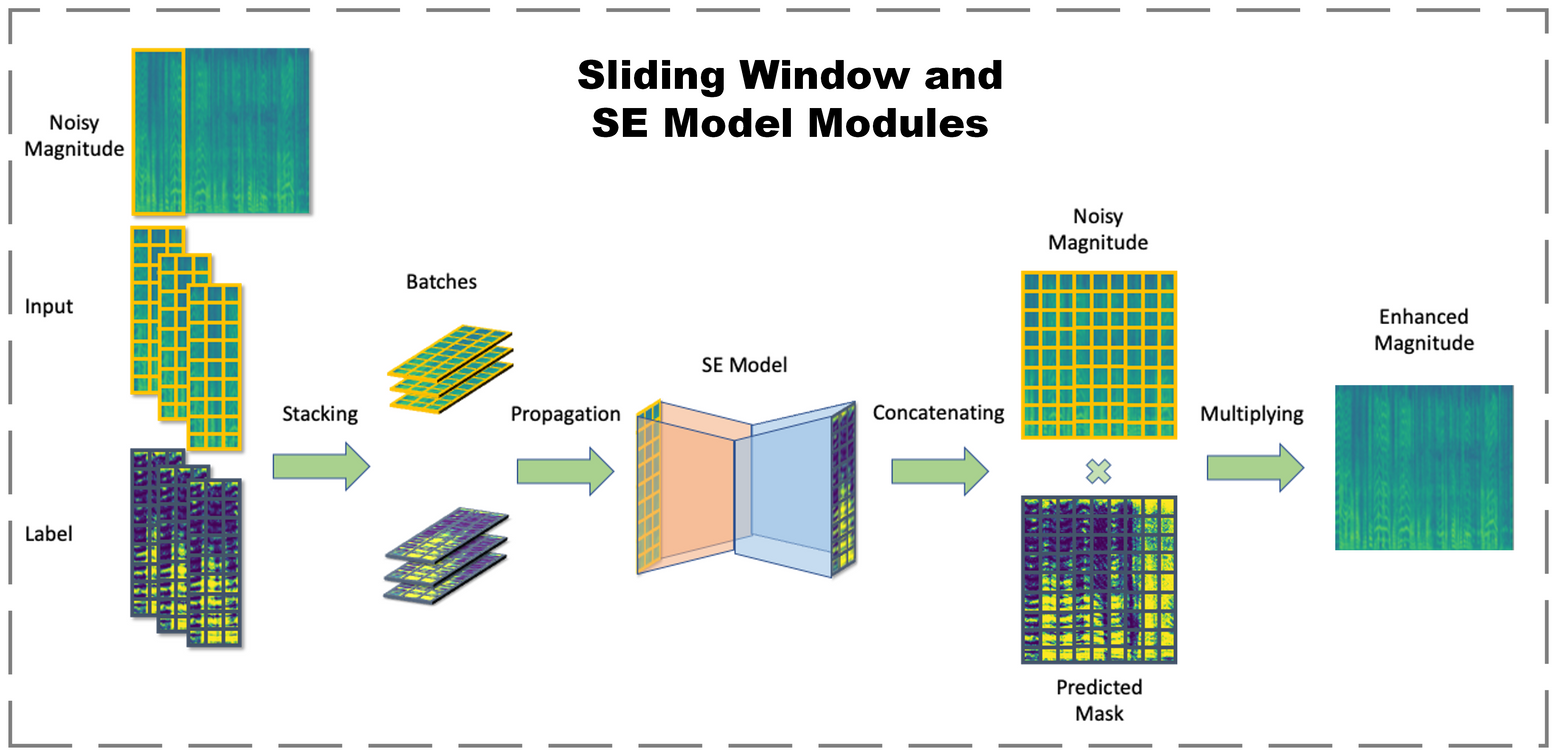 Sliding Window and
SE Model Modules
Noisy
Magnitude
Input
Label
Stacking
Batches
Propagation
SE Model
Concatenating
Noisy
Magnitude
Predicted
Mask
Multiplying
Enhanced
Magnitude